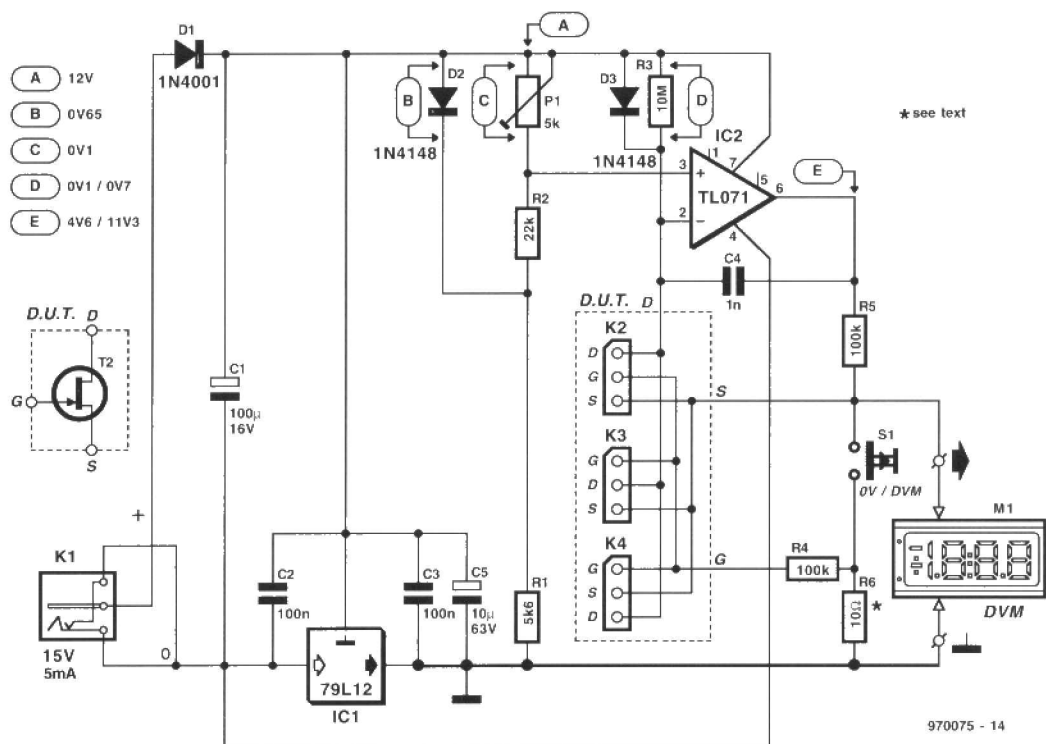 A
D1
1N4001
A 12V
B 0V65
C 0V1
D 0V1 / 0V7
E 4V6 / 11V3
B
D2
1N4148
C
P1
5k
D3
1N4148
R3
10M
D
* see text
IC2
1
7
3
+
TL071
5
6
2
–
4
E
R2
22k
C4
1n
R5
100k
D.U.T. D
D.U.T. D
T2
G
S
C1
100µ
16V
K2
D
G
S
S
K3
G
D
S
K4
G
S
D
G
S1
0V / DVM
M1
DVM
R4
100k
R6
10Ω
*
+
K1
15V
5mA
0
C2
100n
C3
100n
C5
10µ
63V
R1
5k6
79L12
IC1
970075 - 14